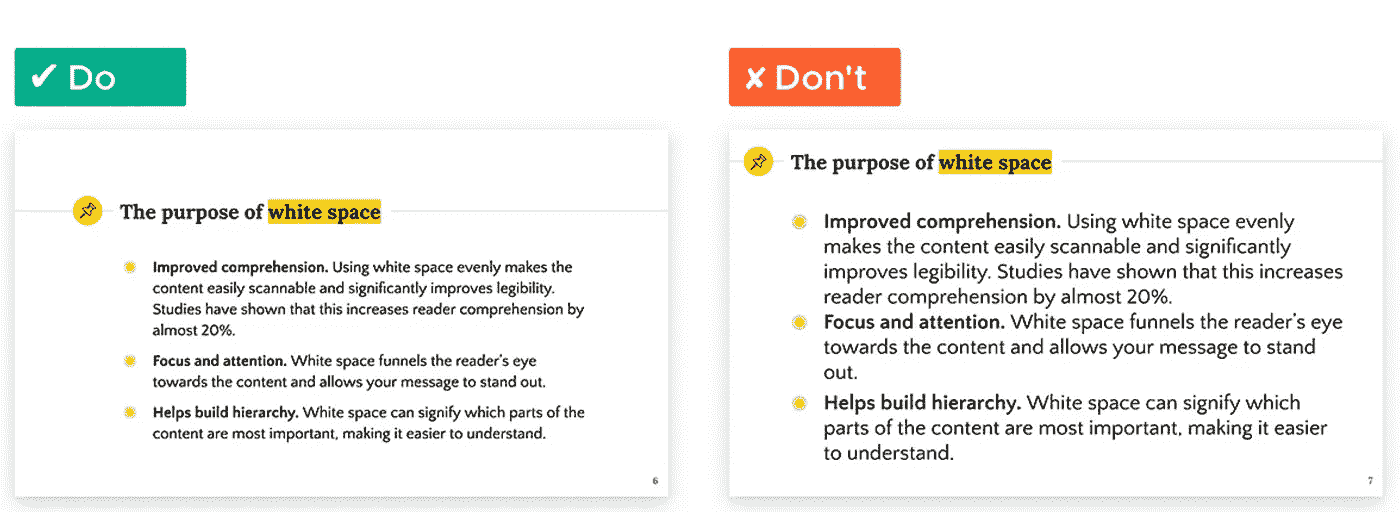 ✔ Do
The purpose of white space
Improved comprehension. Using white space evenly makes the
content easily scannable and significantly improves legibility.
Studies have shown that this increases reader comprehension by
almost 20%.
Focus and attention. White space funnels the reader's eye
towards the content and allows your message to stand out.
Helps build hierarchy. White space can signify which parts of the
content are most important, making it easier to understand.
6
✘ Don't
The purpose of white space
Improved comprehension. Using white space evenly
makes the content easily scannable and significantly
improves legibility. Studies have shown that this increases
reader comprehension by almost 20%.
Focus and attention. White space funnels the reader's eye
towards the content and allows your message to stand
out.
Helps build hierarchy. White space can signify which
parts of the content are most important, making it easier
to understand.
7